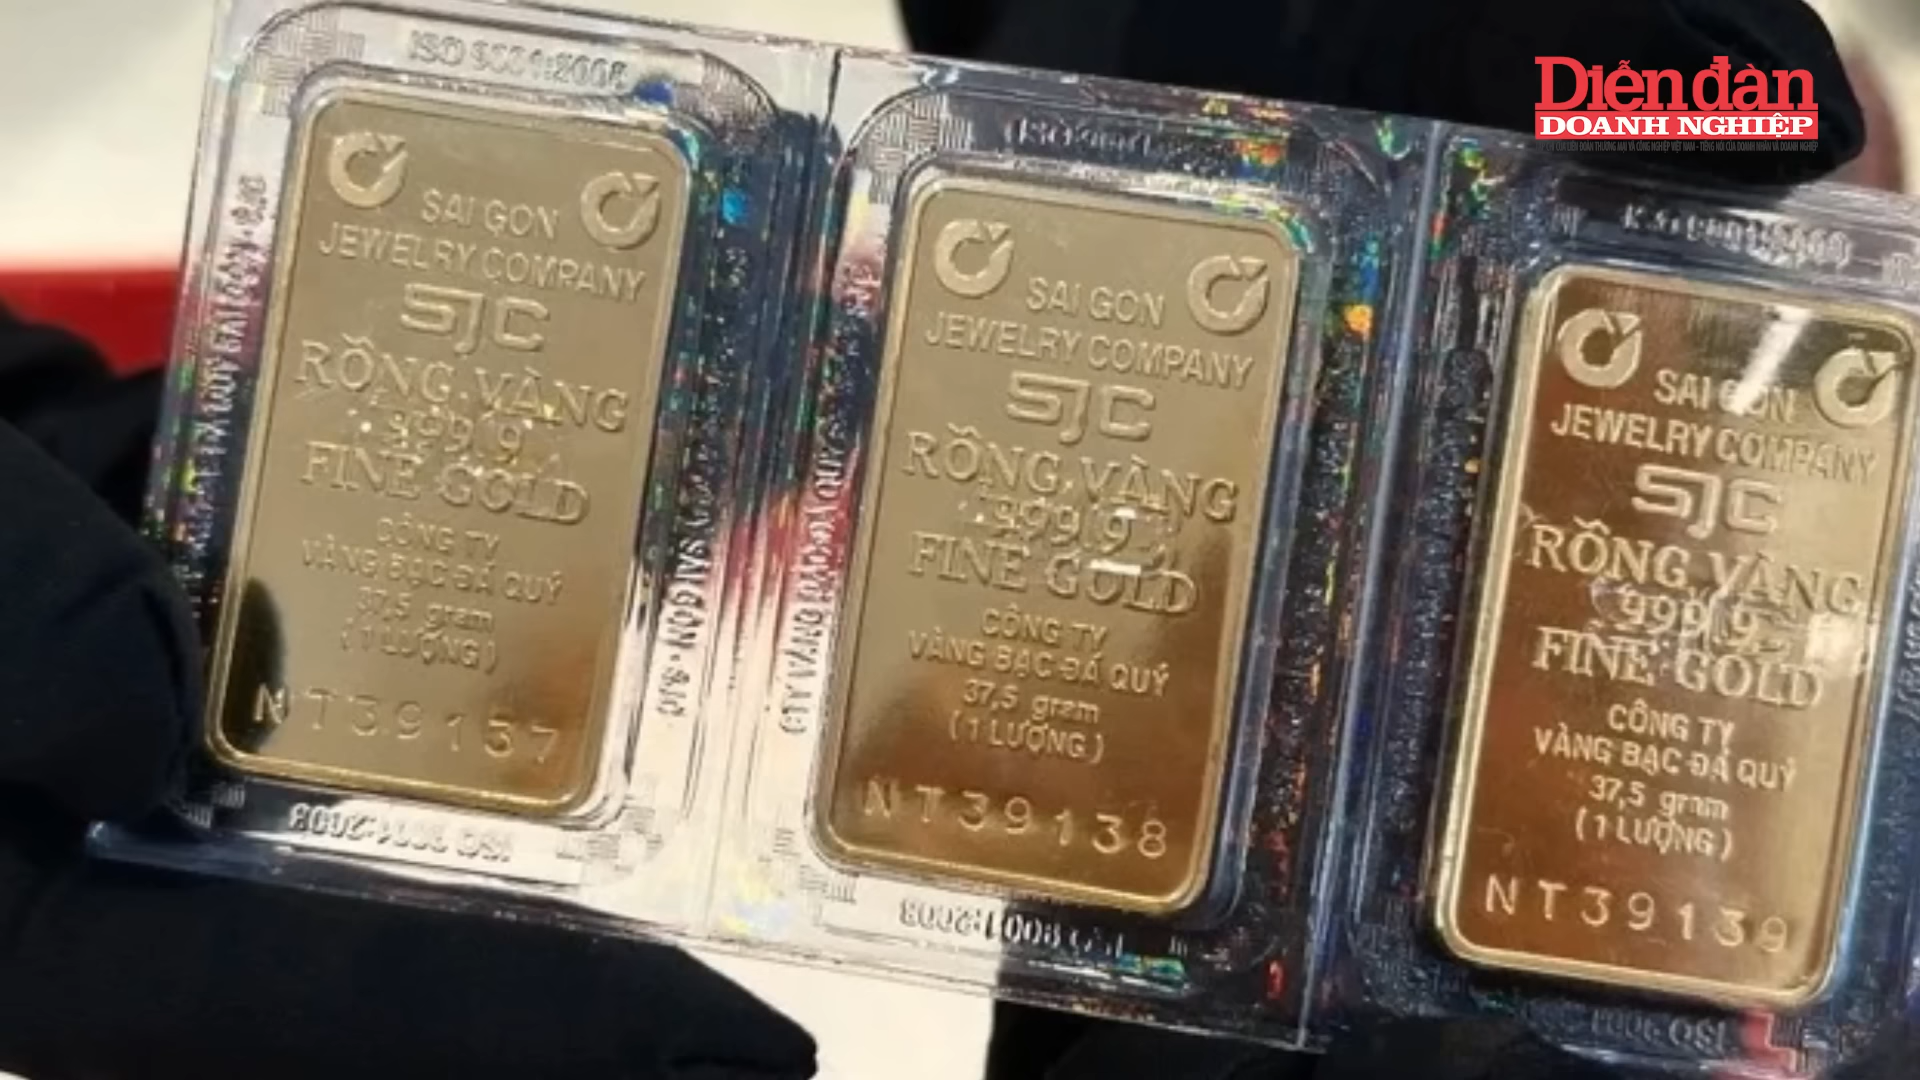 Diễn đàn
DOANH NGHIỆP
ISO 9001:2008
SAI GON
JEWELRY COMPANY
SJC
RỒNG VÀNG
999,9
FINE GOLD
CÔNG TY
VÀNG BẠC ĐÁ QUÝ
37,5 gram
(1 LƯỢNG)
NT39137
ISO 9001:2008
SAI GON
JEWELRY COMPANY
SJC
RỒNG VÀNG
999,9
FINE GOLD
CÔNG TY
VÀNG BẠC ĐÁ QUÝ
37,5 gram
(1 LƯỢNG)
NT39138
ISO 9001:2008
SAI GON
JEWELRY COMPANY
SJC
RỒNG VÀNG
999,9
FINE GOLD
CÔNG TY
VÀNG BẠC ĐÁ QUÝ
37,5 gram
(1 LƯỢNG)
NT39139